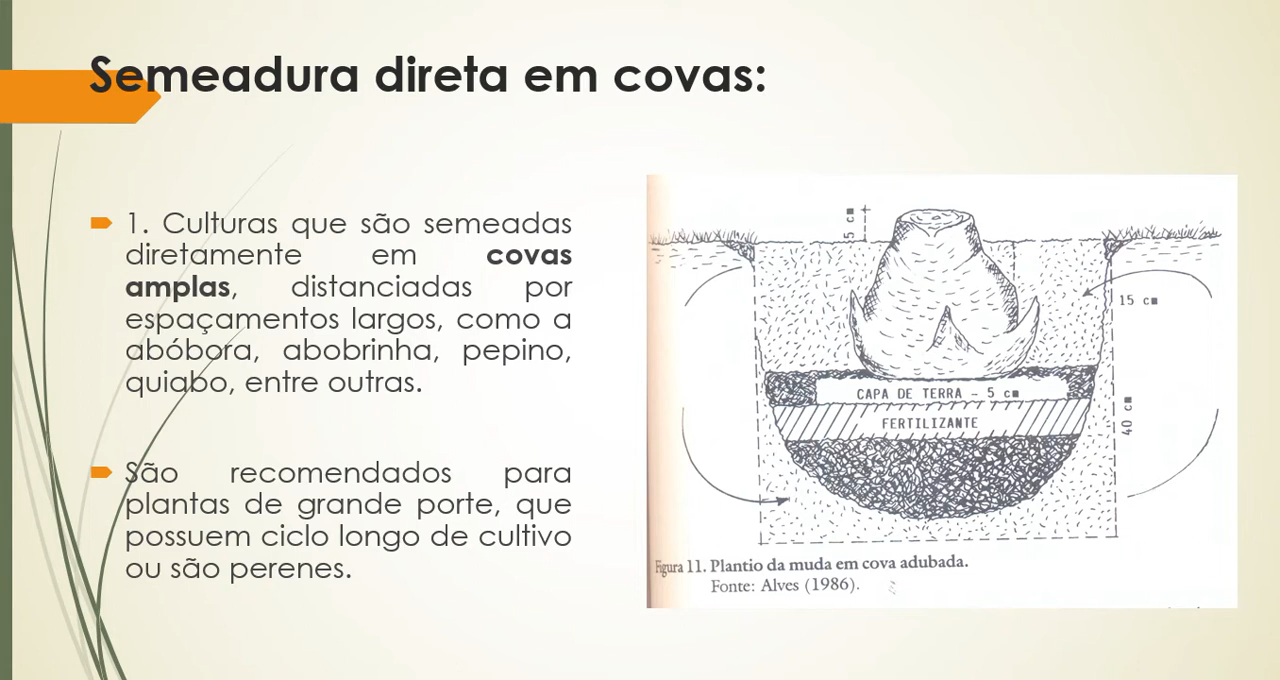 Semeadura direta em covas:
1. Culturas que são semeadas
diretamente em covas
amplas, distanciadas por
espaçamentos largos, como a
abóbora, abobrinha, pepino,
quiabo, entre outras.
São recomendados para
plantas de grande porte, que
possuem ciclo longo de cultivo
ou são perenes.
5 cm
15 cm
CAPA DE TERRA - 5 cm
FERTILIZANTE
40 cm
Figura 11. Plantio da muda em cova adubada.
Fonte: Alves (1986).